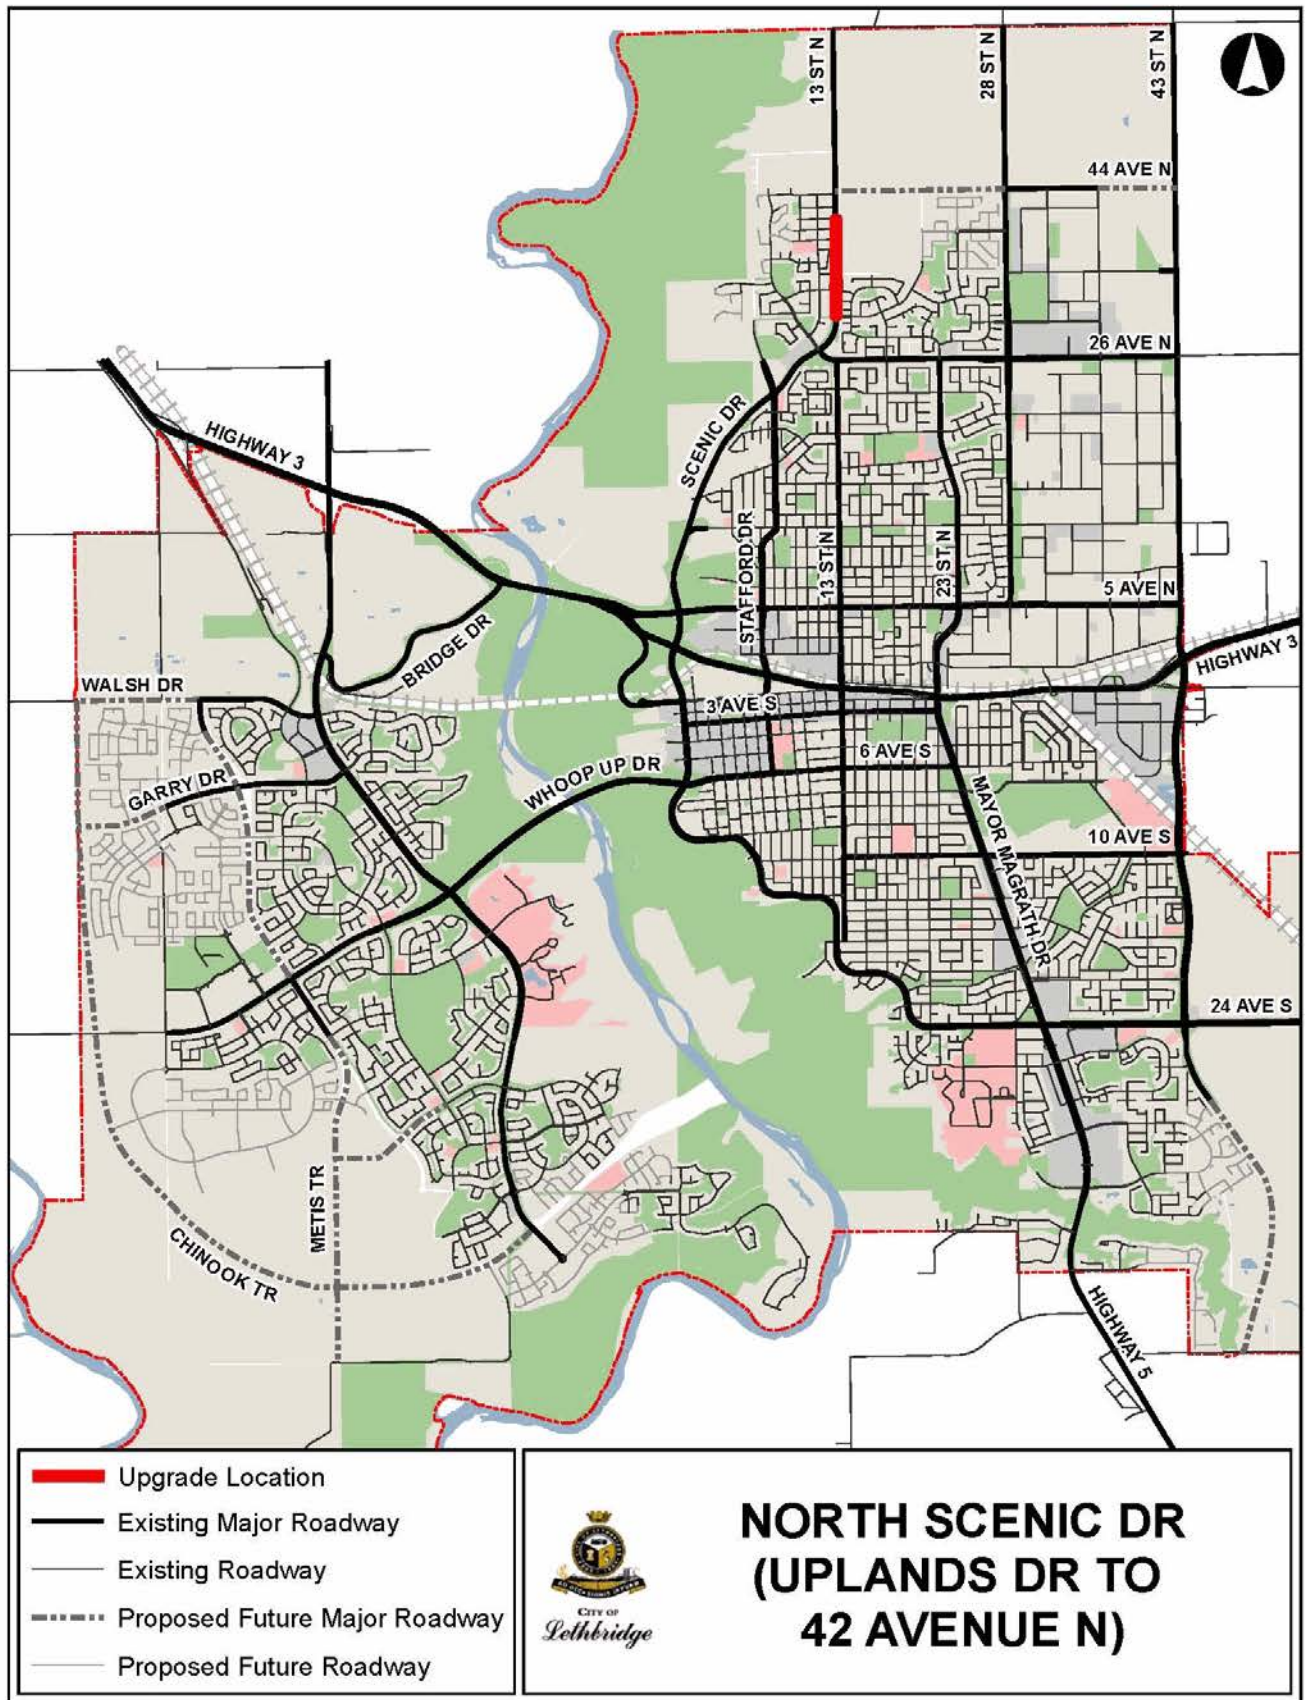 13 ST N
28 ST N
43 ST N
44 AVE N
26 AVE N
HIGHWAY 3
SCENIC DR
STAFFORD DR
13 ST N
23 ST N
5 AVE N
BRIDGE DR
HIGHWAY 3
WALSH DR
3 AVE S
6 AVE S
WHOOP UP DR
GARRY DR
MAYOR MAGRATH DR
10 AVE S
24 AVE S
METIS TR
CHINOOK TR
HIGHWAY 5
Upgrade Location
Existing Major Roadway
Existing Roadway
Proposed Future Major Roadway
Proposed Future Roadway
CITY OF
Lethbridge
NORTH SCENIC DR
(UPLANDS DR TO
42 AVENUE N)